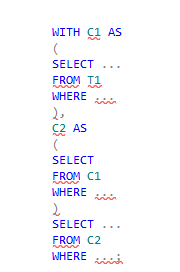 WITH C1 AS
(
SELECT ...
FROM T1
WHERE ...
),
C2 AS
(
SELECT
FROM C1
WHERE ...
)
SELECT ...
FROM C2
WHERE ...;